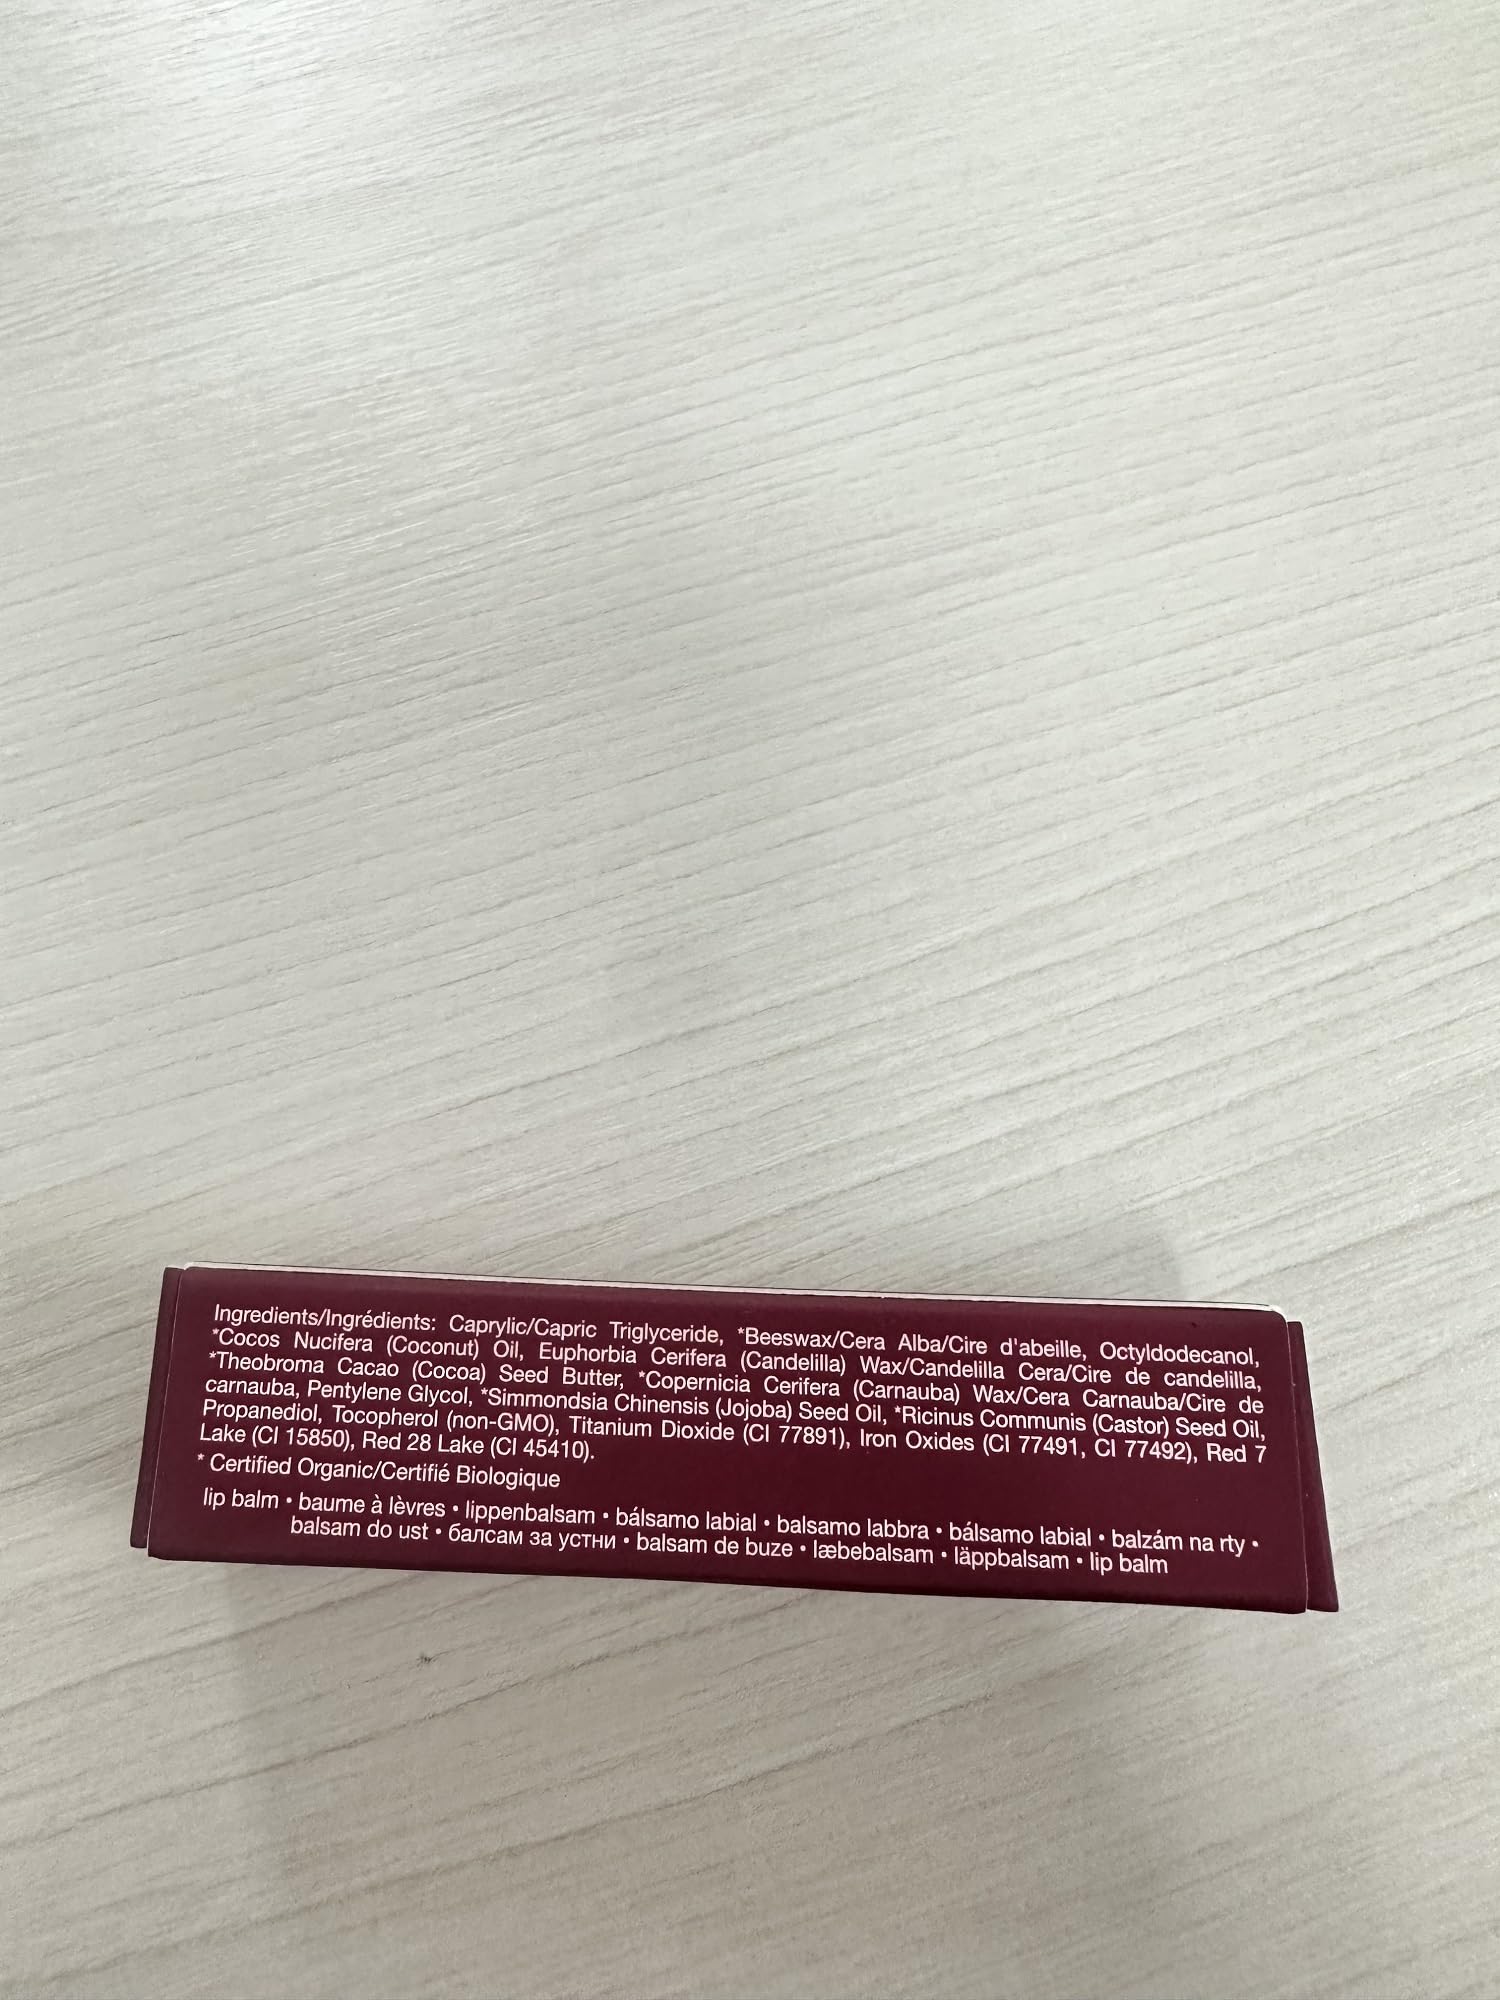 Ingredients/Ingrédients: Caprylic/Capric Triglyceride, *Beeswax/Cera Alba/Cire d'abeille, Octyldodecanol,
*Cocos Nucifera (Coconut) Oil, Euphorbia Cerifera (Candelilla) Wax/Candelilla Cera/Cire de candelilla,
*Theobroma Cacao (Cocoa) Seed Butter, *Copernicia Cerifera (Carnauba) Wax/Cera Carnauba/Cire de
carnauba, Pentylene Glycol, *Simmondsia Chinensis (Jojoba) Seed Oil, *Ricinus Communis (Castor) Seed Oil,
Propanediol, Tocopherol (non-GMO), Titanium Dioxide (CI 77891), Iron Oxides (CI 77491, CI 77492), Red 7
Lake (CI 15850), Red 28 Lake (CI 45410).
* Certified Organic/Certifié Biologique
lip balm • baume à lèvres • lippenbalsam • bálsamo labial • balsamo labbra • bálsamo labial • balzám na rty •
balsam do ust • балсам за устни • balsam de buze • læbebalsam • läppbalsam • lip balm